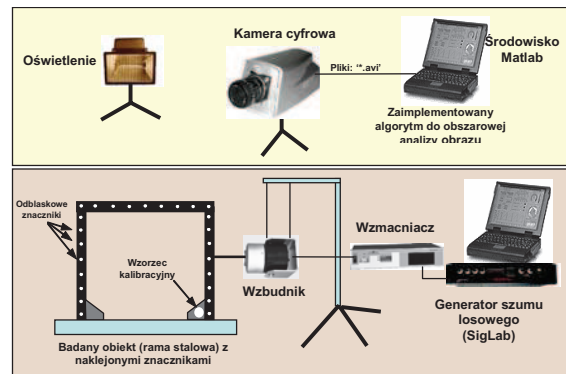 Oświetlenie
Kamera cyfrowa
Pliki: '*.avi'
Środowisko
Matlab
Zaimplementowany
algorytm do obszarowej
analizy obrazu
Odblaskowe
znaczniki
Wzorzec
kalibracyjny
Wzbudnik
Wzmacniacz
Generator szumu
losowego
(SigLab)
Badany obiekt (rama stalowa) z
naklejonymi znacznikami